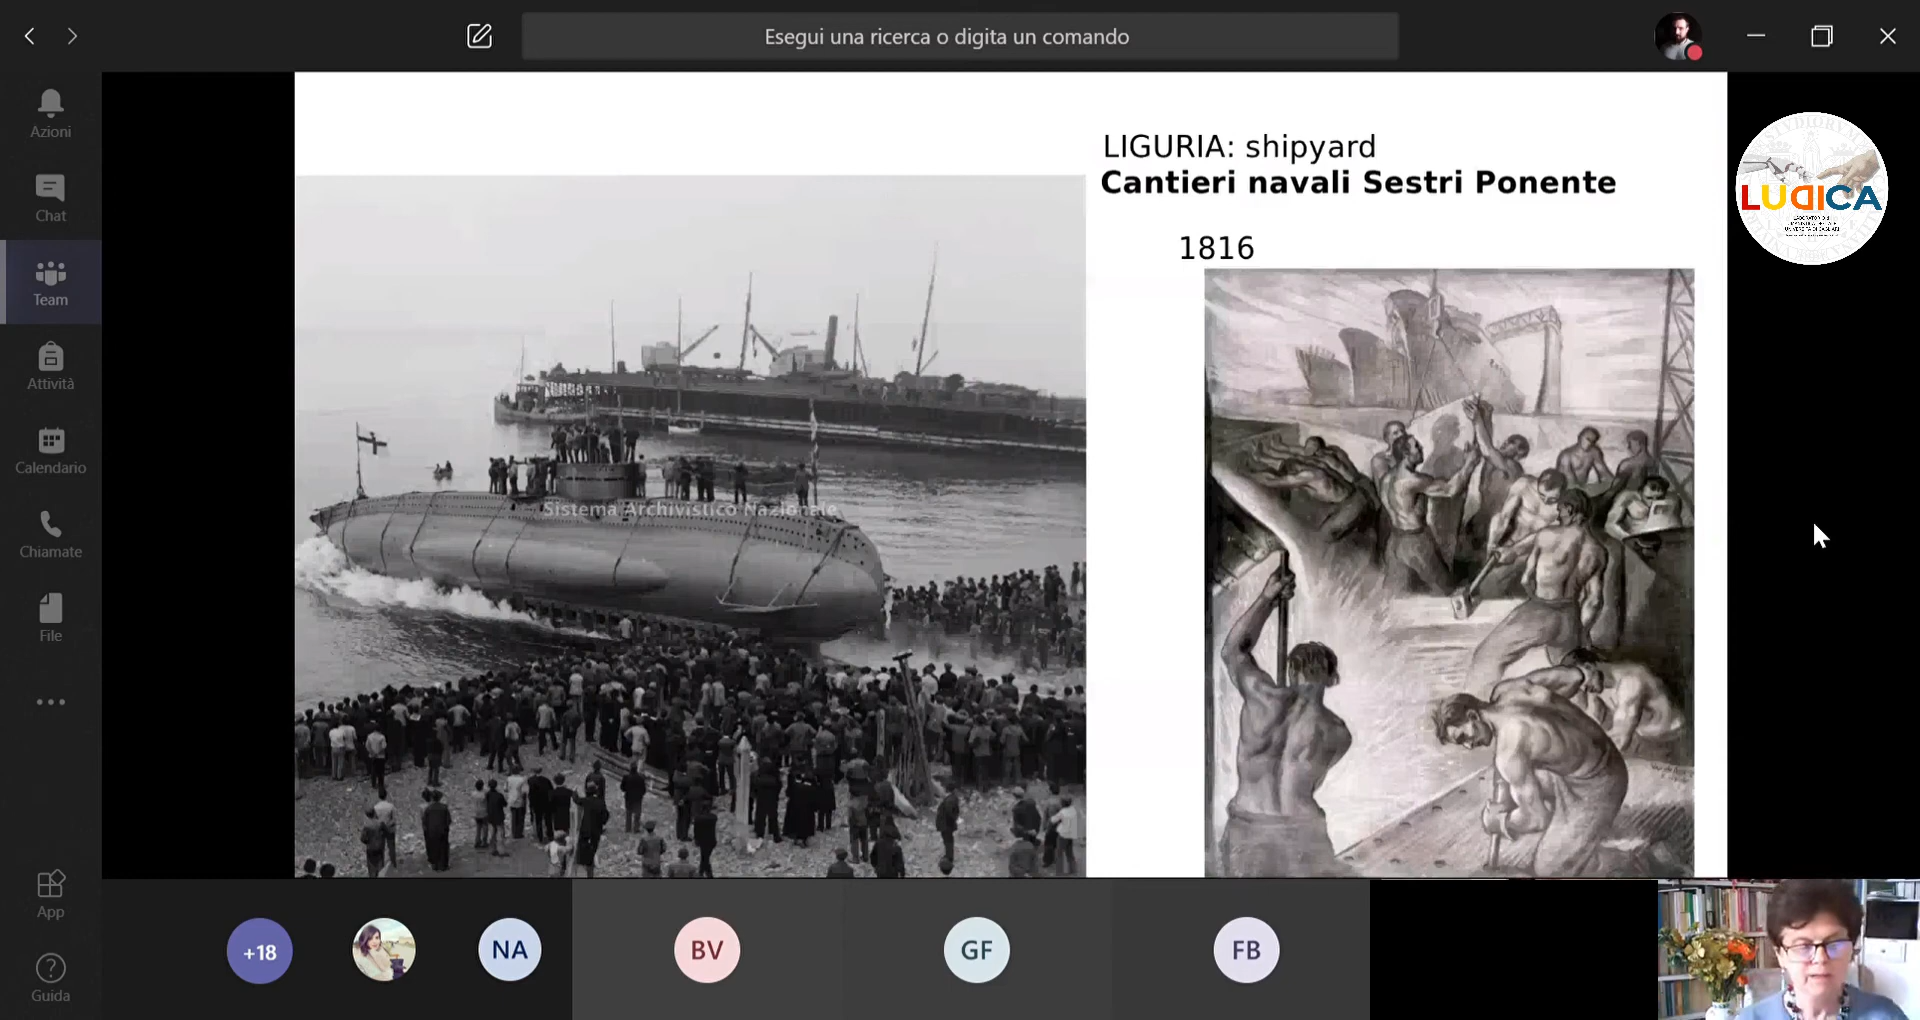 Esegui una ricerca o digita un comando
Azioni
Chat
Team
Attività
Calendario
Chiamate
File
App
Guida
LIGURIA: shipyard
Cantieri navali Sestri Ponente
1816
Sistema Archivistico Nazionale
LUDICA
+18
NA
BV
GF
FB